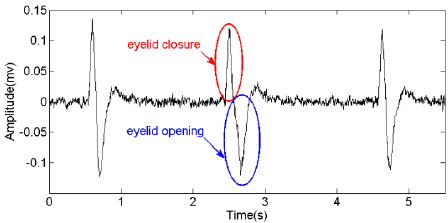 0.15
0.1
0.05
0
-0.05
-0.1
Amplitude(mv)
eyelid closure
eyelid opening
0 1 2 3 4 5
Time(s)